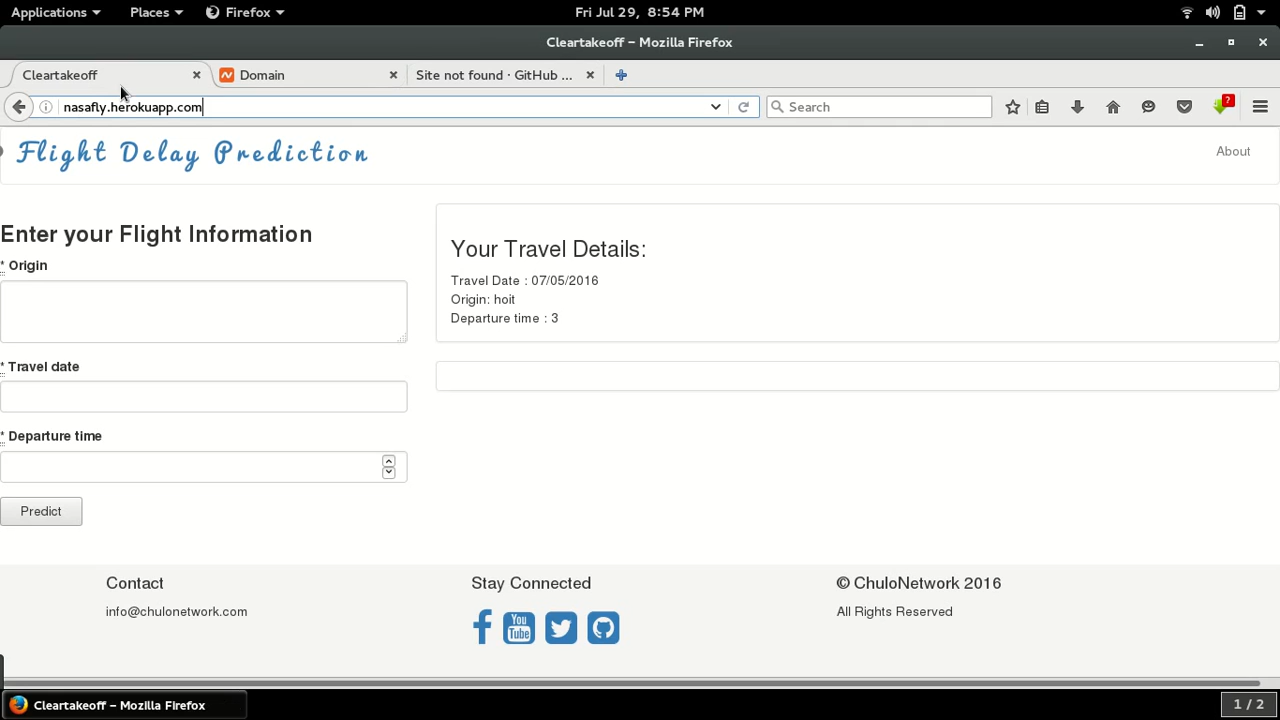 Applications Places Firefox Fri Jul 29, 8:54 PM
Cleartakeoff – Mozilla Firefox
Cleartakeoff Domain Site not found · GitHub ...
nasafly.herokuapp.com Search ?
Flight Delay Prediction About
Enter your Flight Information
* Origin
* Travel date
* Departure time
Predict
Your Travel Details:
Travel Date : 07/05/2016
Origin: hoit
Departure time : 3
Contact
info@chulonetwork.com
Stay Connected
You
Tube
© ChuloNetwork 2016
All Rights Reserved
Cleartakeoff – Mozilla Firefox 1 / 2